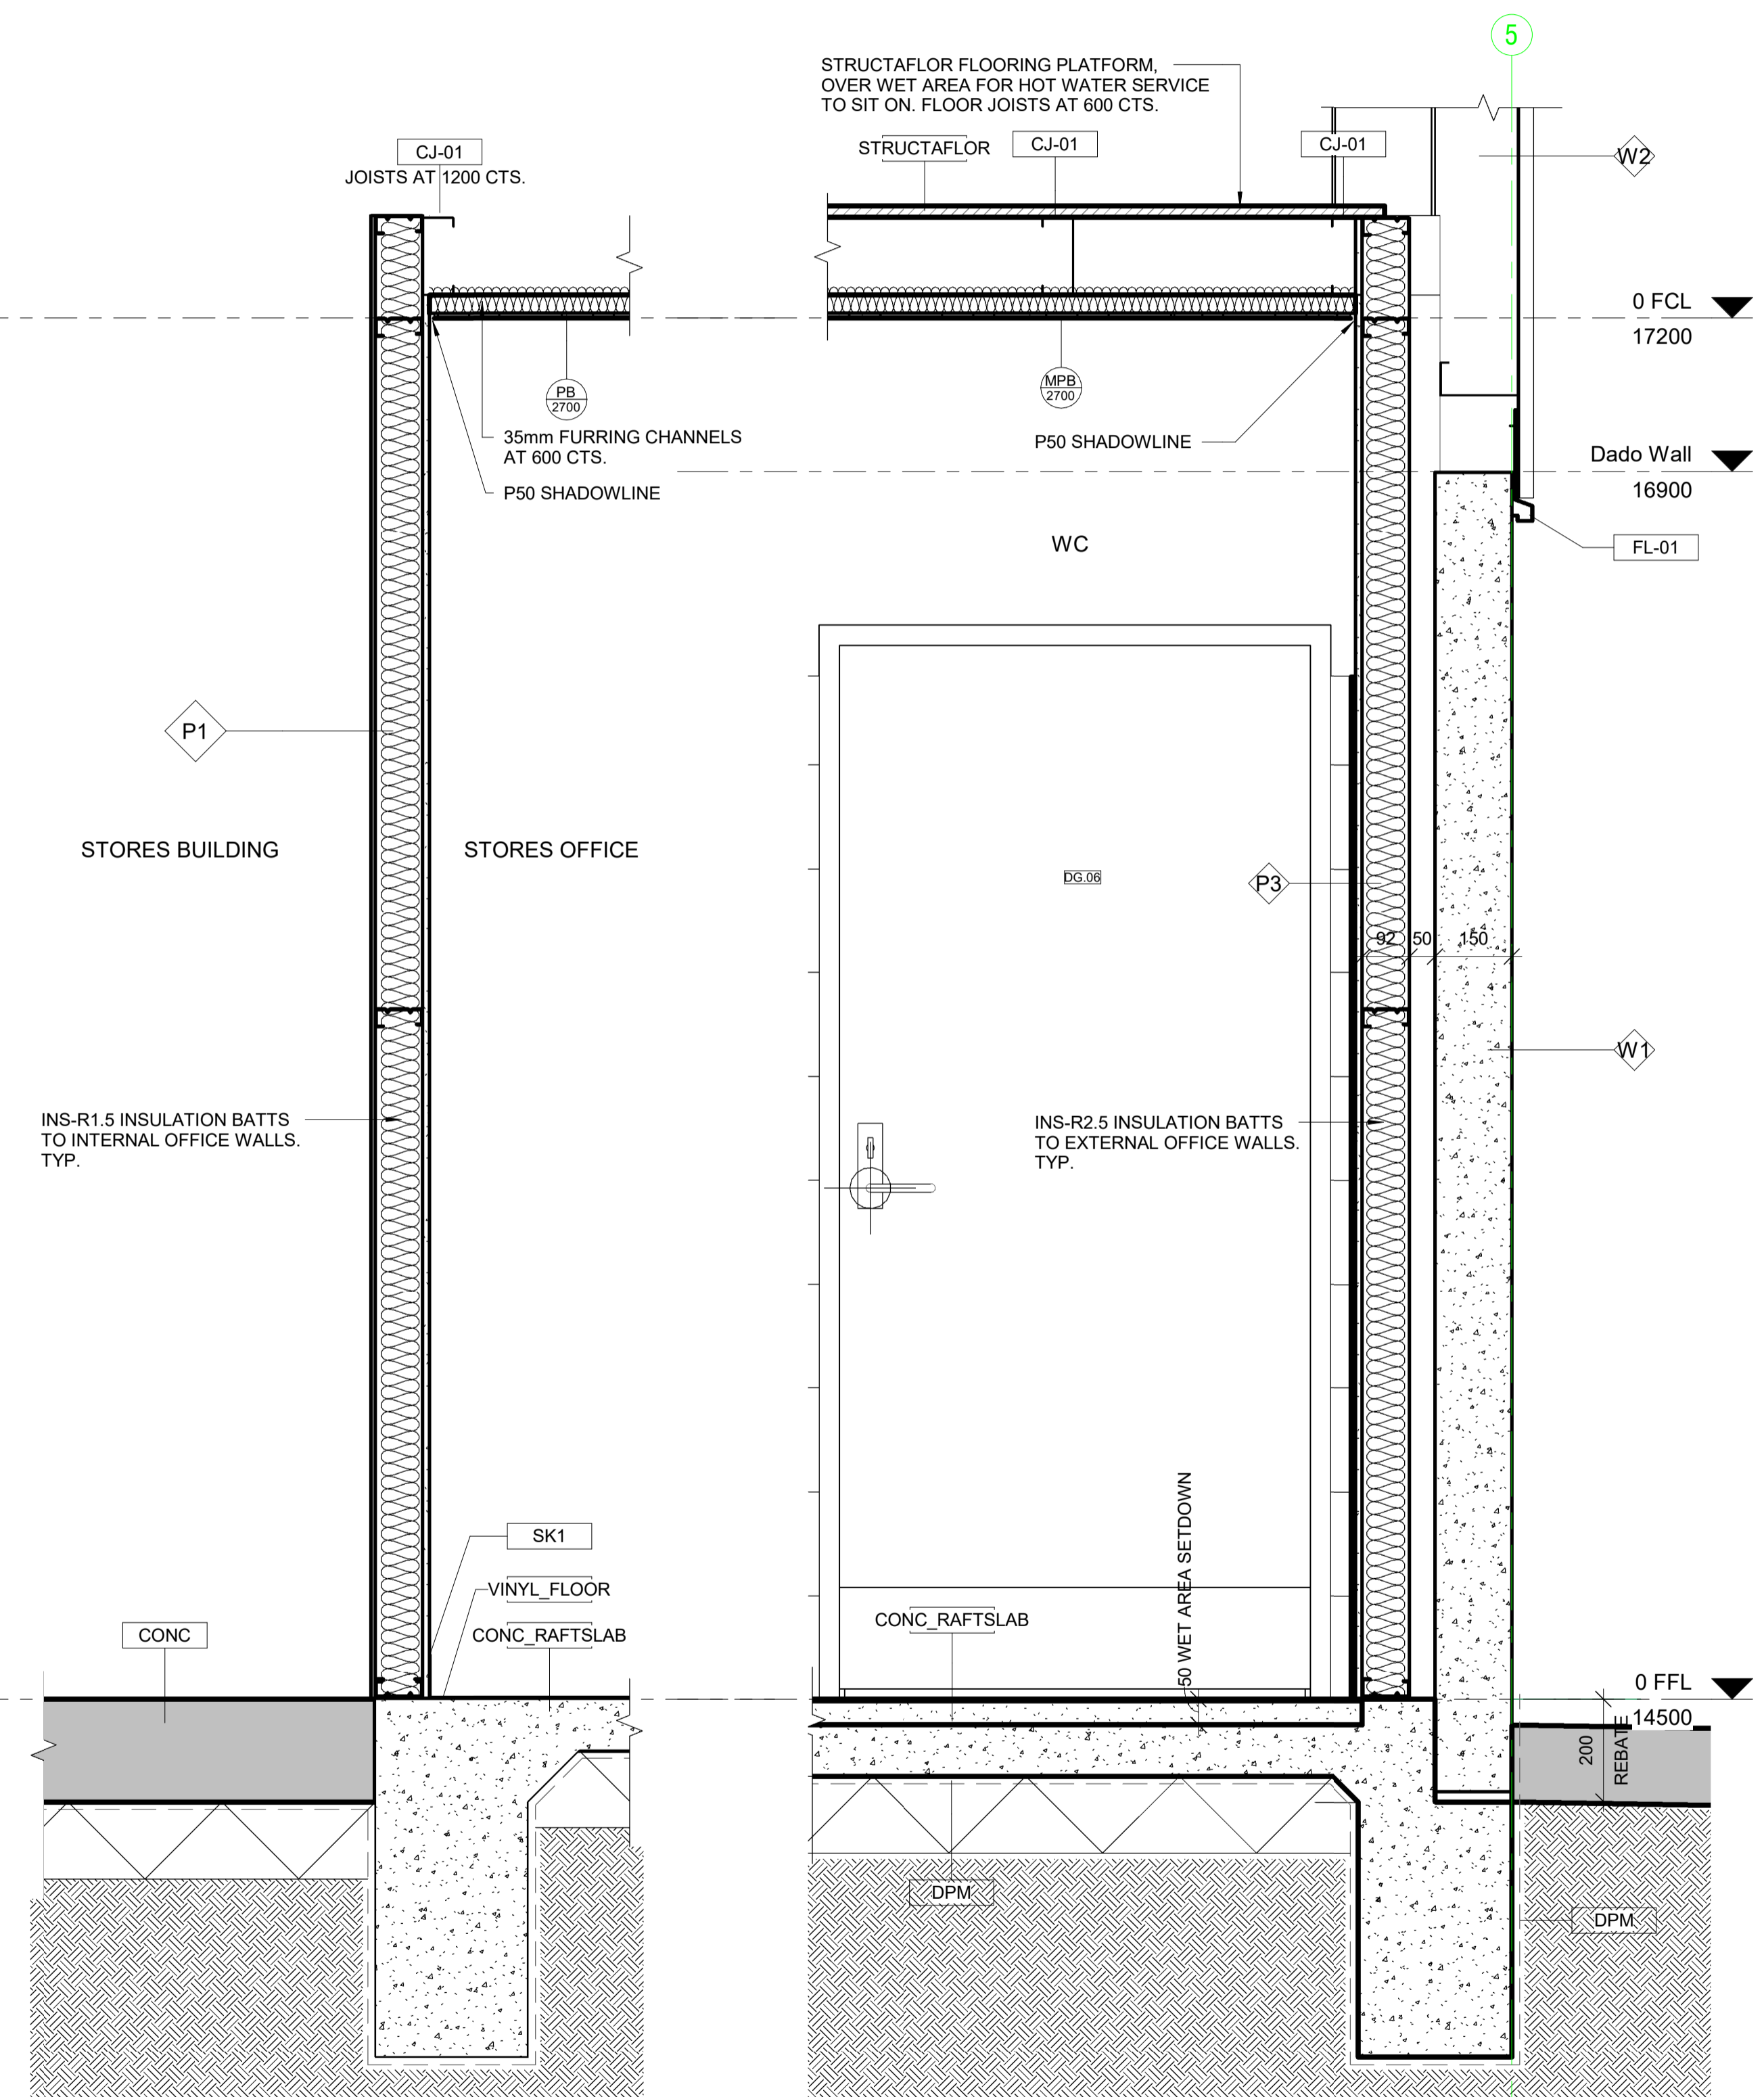 5
STRUCTAFLOR FLOORING PLATFORM,
OVER WET AREA FOR HOT WATER SERVICE
TO SIT ON. FLOOR JOISTS AT 600 CTS.
CJ-01
JOISTS AT 1200 CTS.
STRUCTAFLOR
CJ-01
CJ-01
W2
0 FCL
17200
PB
2700
MPB
2700
35mm FURRING CHANNELS
AT 600 CTS.
P50 SHADOWLINE
P50 SHADOWLINE
Dado Wall
16900
WC
FL-01
P1
STORES BUILDING
STORES OFFICE
DG.06
P3
92
50
150
W1
INS-R1.5 INSULATION BATTS
TO INTERNAL OFFICE WALLS.
TYP.
INS-R2.5 INSULATION BATTS
TO EXTERNAL OFFICE WALLS.
TYP.
SK1
VINYL_FLOOR
CONC
CONC_RAFTSLAB
CONC_RAFTSLAB
50 WET AREA SETDOWN
0 FFL
14500
200
REBATE
DPM
DPM